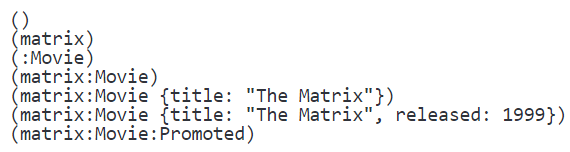 ()
(matrix)
(:Movie)
(matrix:Movie)
(matrix:Movie {title: "The Matrix"})
(matrix:Movie {title: "The Matrix", released: 1999})
(matrix:Movie:Promoted)